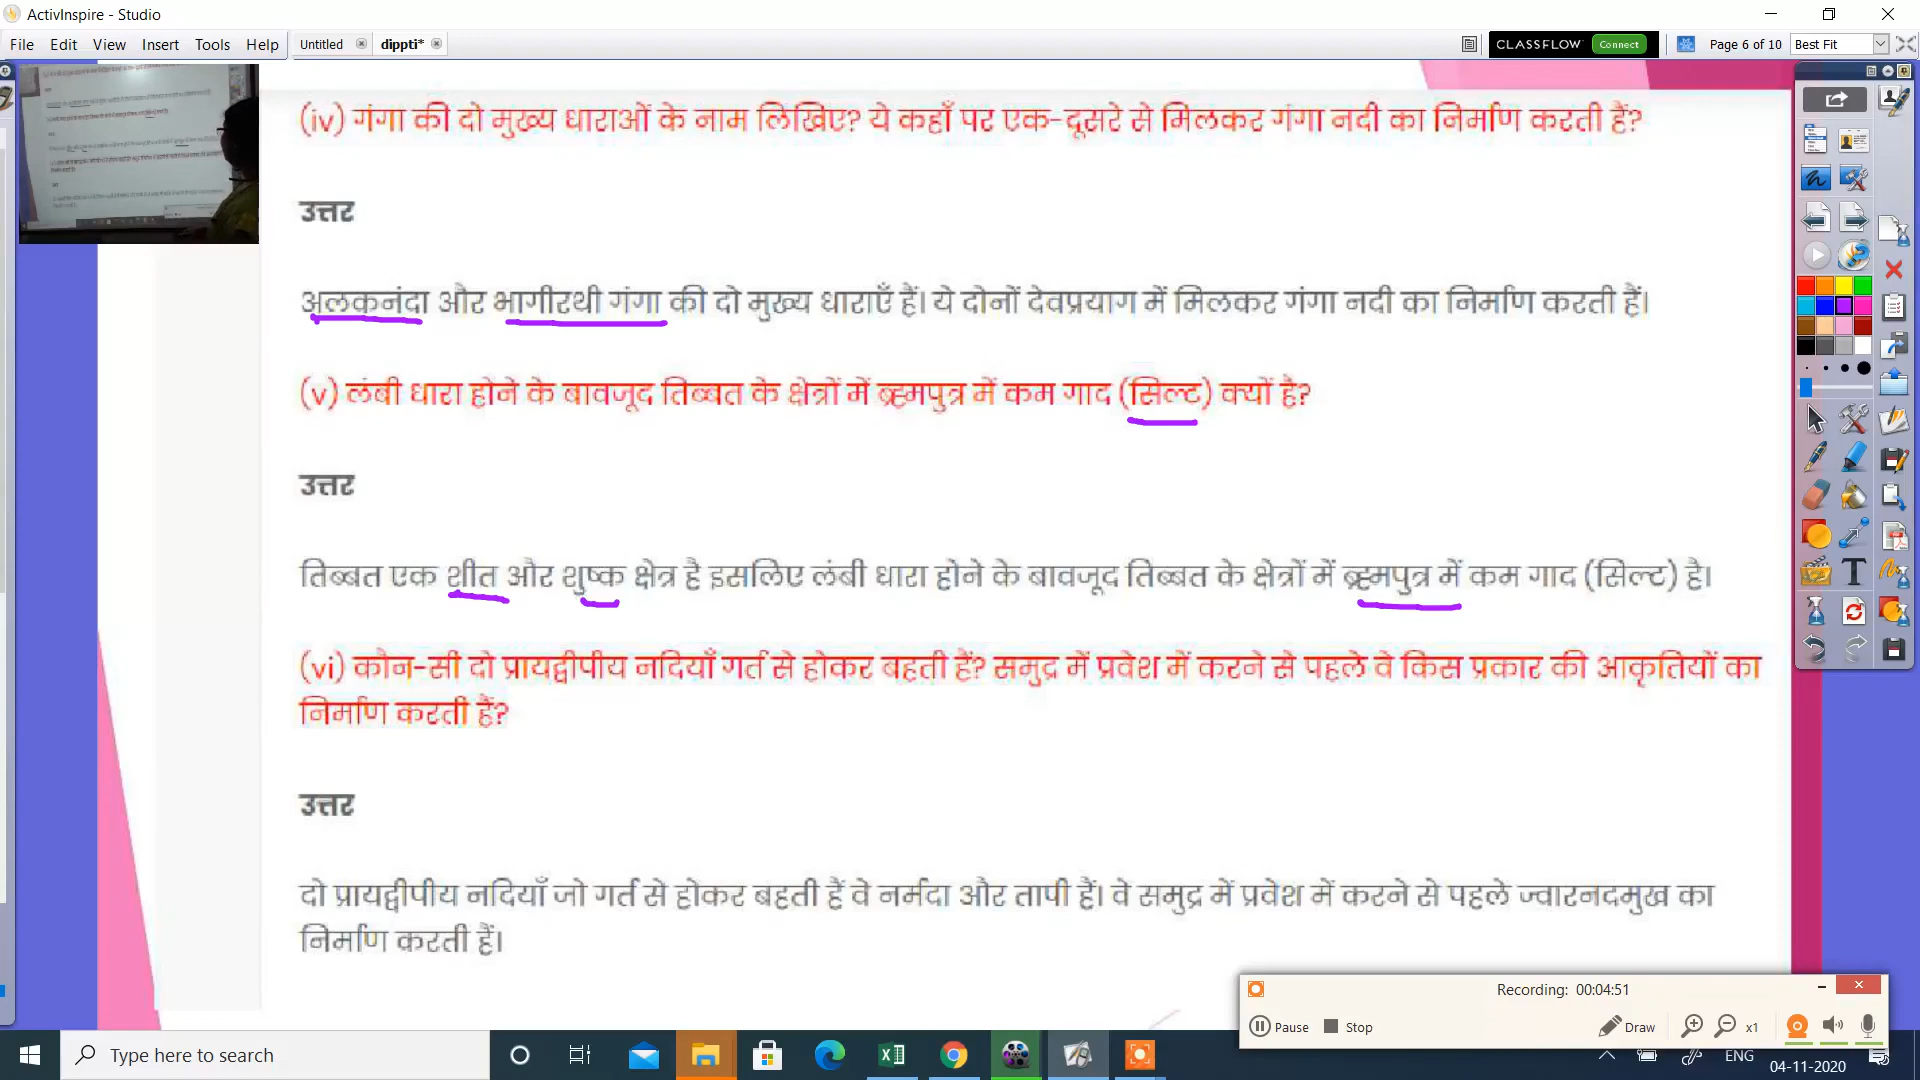 ActivInspire - Studio
File Edit View Insert Tools Help
Untitled
dippti*
CLASSFLOW Connect
Page 6 of 10
Best Fit
(iv) गंगा की दो मुख्य धाराओं के नाम लिखिए? ये कहाँ पर एक-दूसरे से मिलकर गंगा नदी का निर्माण करती हैं?
उत्तर
अलकनंदा और भागीरथी गंगा की दो मुख्य धाराएँ हैं। ये दोनों देवप्रयाग में मिलकर गंगा नदी का निर्माण करती हैं।
(v) लंबी धारा होने के बावजूद तिब्बत के क्षेत्रों में ब्रह्मपुत्र में कम गाद (सिल्ट) क्यों है?
उत्तर
तिब्बत एक शीत और शुष्क क्षेत्र है इसलिए लंबी धारा होने के बावजूद तिब्बत के क्षेत्रों में ब्रह्मपुत्र में कम गाद (सिल्ट) है।
(vi) कौन-सी दो प्रायद्वीपीय नदियाँ गर्त से होकर बहती हैं? समुद्र में प्रवेश में करने से पहले वे किस प्रकार की आकृतियों का
निर्माण करती हैं?
उत्तर
दो प्रायद्वीपीय नदियाँ जो गर्त से होकर बहती हैं वे नर्मदा और तापी हैं। वे समुद्र में प्रवेश में करने से पहले ज्वारनदमुख का
निर्माण करती हैं।
Recording: 00:04:51
Pause
Stop
Draw
x1
Type here to search
ENG
04-11-2020